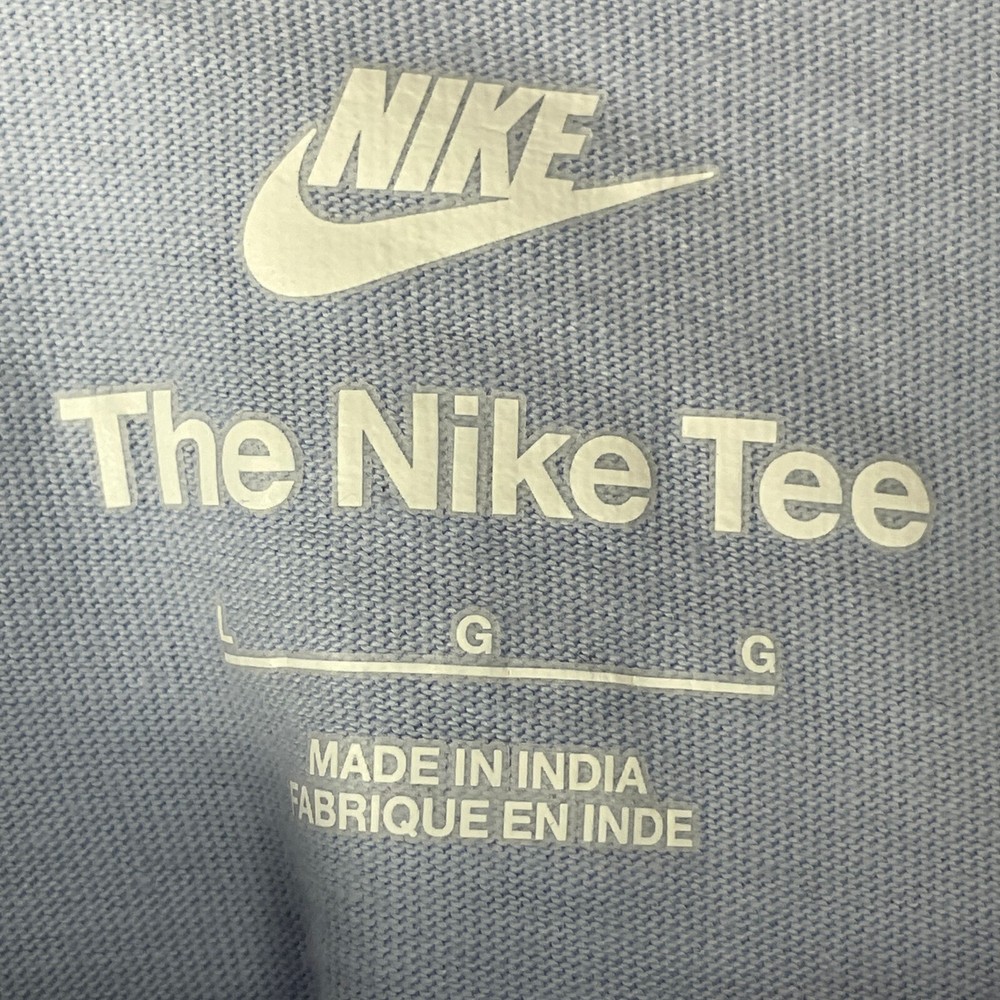 NIKE
The Nike Tee
L G G
MADE IN INDIA
FABRIQUE EN INDE